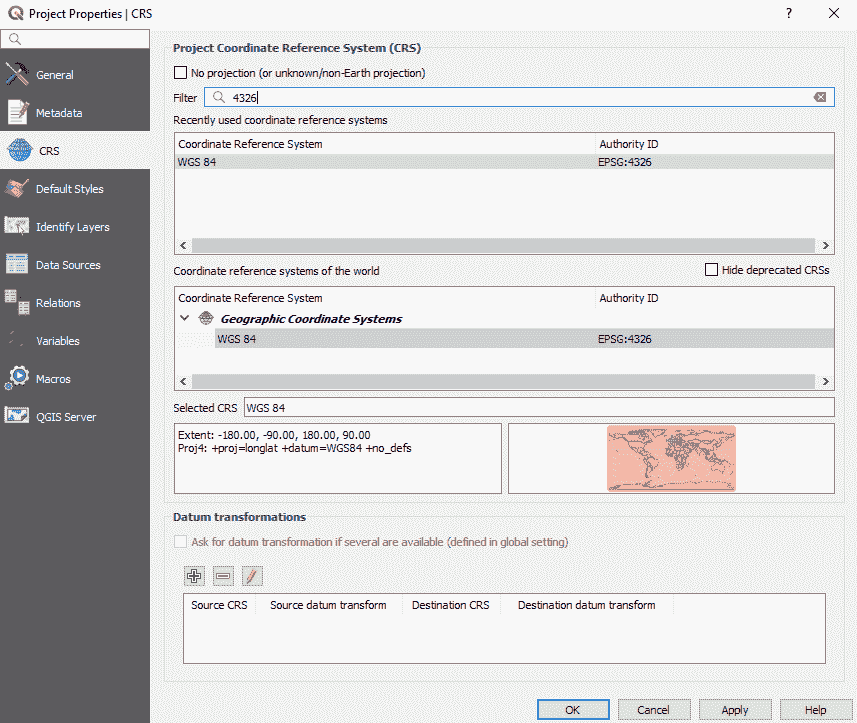 Project Properties | CRS
?
General
Metadata
CRS
Default Styles
Identify Layers
Data Sources
Relations
Variables
Macros
QGIS Server
Project Coordinate Reference System (CRS)
No projection (or unknown/non-Earth projection)
Filter 4326
Recently used coordinate reference systems
Coordinate Reference System Authority ID
WGS 84 EPSG:4326
Coordinate reference systems of the world Hide deprecated CRSs
Coordinate Reference System Authority ID
Geographic Coordinate Systems
WGS 84 EPSG:4326
Selected CRS WGS 84
Extent: -180.00, -90.00, 180.00, 90.00
Proj4: +proj=longlat +datum=WGS84 +no_defs
Datum transformations
Ask for datum transformation if several are available (defined in global setting)
Source CRS Source datum transform Destination CRS Destination datum transform
OK Cancel Apply Help